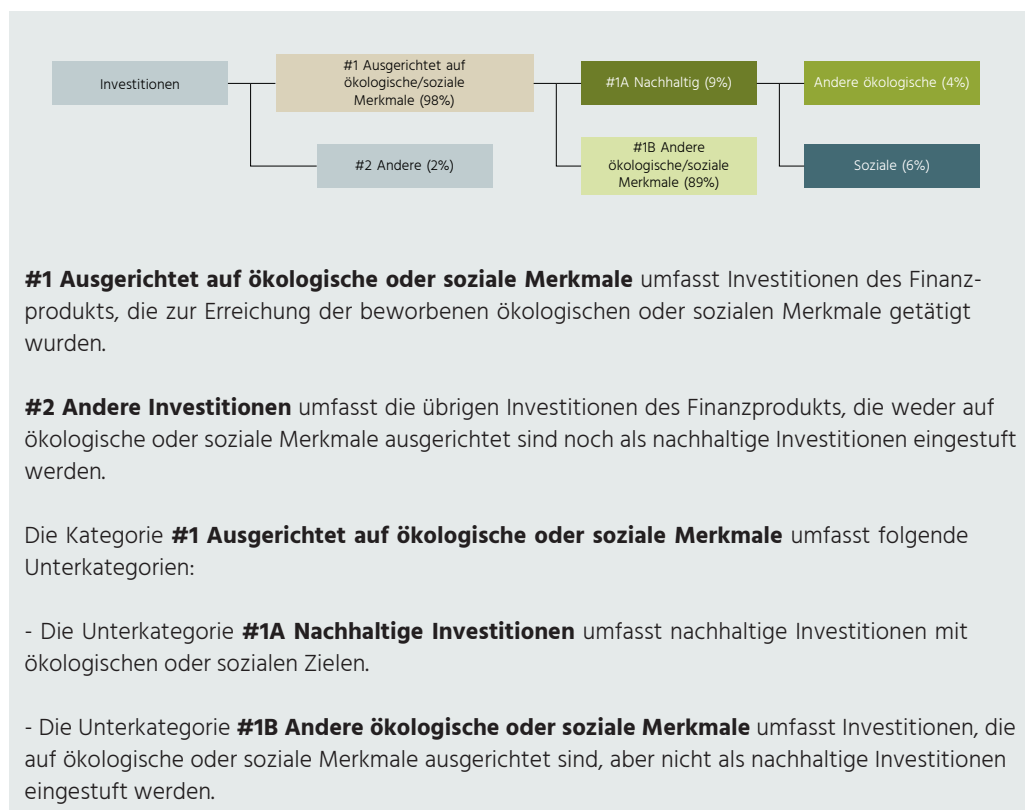 Investitionen
#1 Ausgerichtet auf
ökologische/soziale
Merkmale (98%)
#1A Nachhaltig (9%)
Andere ökologische (4%)
#2 Andere (2%)
#1B Andere
ökologische/soziale
Merkmale (89%)
Soziale (6%)
#1 Ausgerichtet auf ökologische oder soziale Merkmale umfasst Investitionen des Finanz-
produkts, die zur Erreichung der beworbenen ökologischen oder sozialen Merkmale getätigt
wurden.
#2 Andere Investitionen umfasst die übrigen Investitionen des Finanzprodukts, die weder auf
ökologische oder soziale Merkmale ausgerichtet sind noch als nachhaltige Investitionen eingestuft
werden.
Die Kategorie #1 Ausgerichtet auf ökologische oder soziale Merkmale umfasst folgende
Unterkategorien:
- Die Unterkategorie #1A Nachhaltige Investitionen umfasst nachhaltige Investitionen mit
ökologischen oder sozialen Zielen.
- Die Unterkategorie #1B Andere ökologische oder soziale Merkmale umfasst Investitionen, die
auf ökologische oder soziale Merkmale ausgerichtet sind, aber nicht als nachhaltige Investitionen
eingestuft werden.